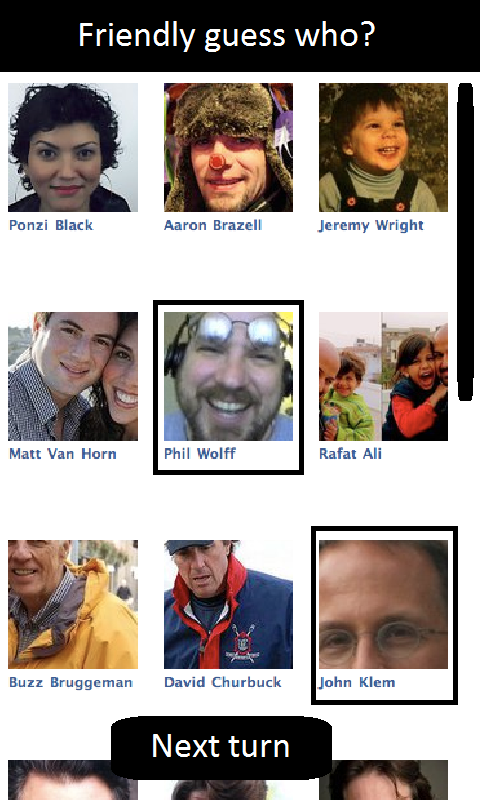 Friendly guess who?
Ponzi Black
Aaron Brazell
Jeremy Wright
Matt Van Horn
Phil Wolff
Rafat Ali
Buzz Bruggeman
David Churbuck
John Klem
Next turn